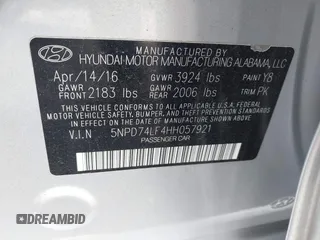 MANUFACTURED BY
HYUNDAI MOTOR MANUFACTURING ALABAMA, LLC
Apr/14/16 GVWR 3924 lbs PAINT Y8
GAWR FRONT 2183 lbs GAWR REAR 2006 lbs TRIM PK
THIS VEHICLE CONFORMS TO ALL APPLICABLE FEDERAL
MOTOR VEHICLE SAFETY, BUMPER, AND THEFT
PREVENTION STANDARDS IN EFFECT ON THE DATE OF
MANUFACTURE SHOWN ABOVE.
V.I.N 5NPD74LF4HH057921
PASSENGER CAR
AUTOBIDCAR